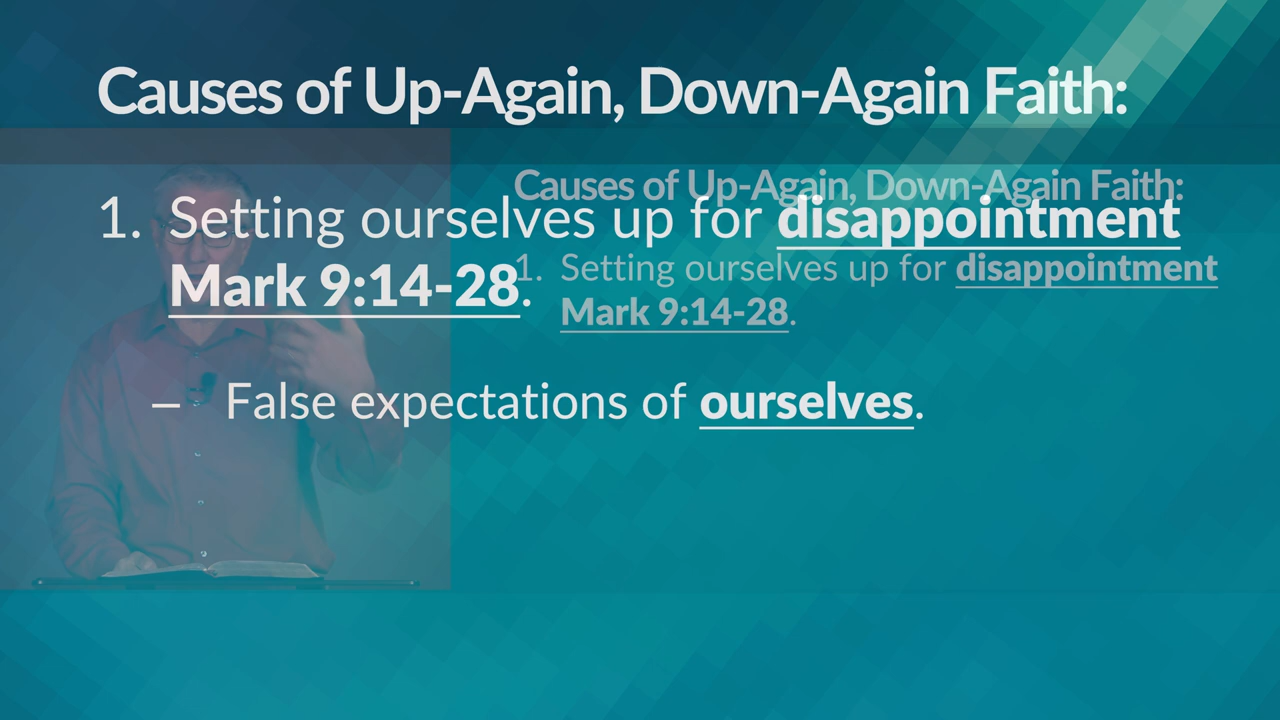 Causes of Up-Again, Down-Again Faith:
1. Setting ourselves up for disappointment
Mark 9:14-28.
– False expectations of ourselves.
Causes of Up-Again, Down-Again Faith:
1. Setting ourselves up for disappointment
Mark 9:14-28.